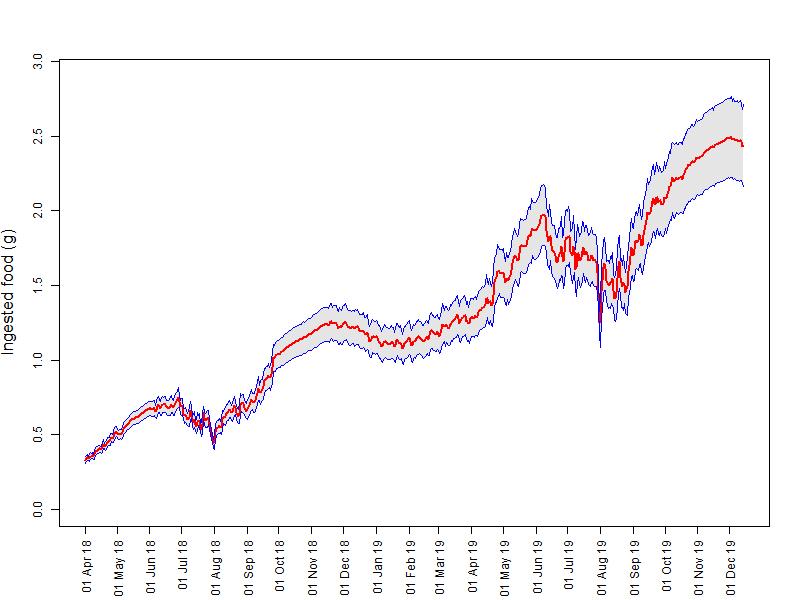 3.0
2.5
2.0
1.5
1.0
0.5
0.0
Ingested food (g)
01 Apr 18
01 May 18
01 Jun 18
01 Jul 18
01 Aug 18
01 Sep 18
01 Oct 18
01 Nov 18
01 Dec 18
01 Jan 19
01 Feb 19
01 Mar 19
01 Apr 19
01 May 19
01 Jun 19
01 Jul 19
01 Aug 19
01 Sep 19
01 Oct 19
01 Nov 19
01 Dec 19